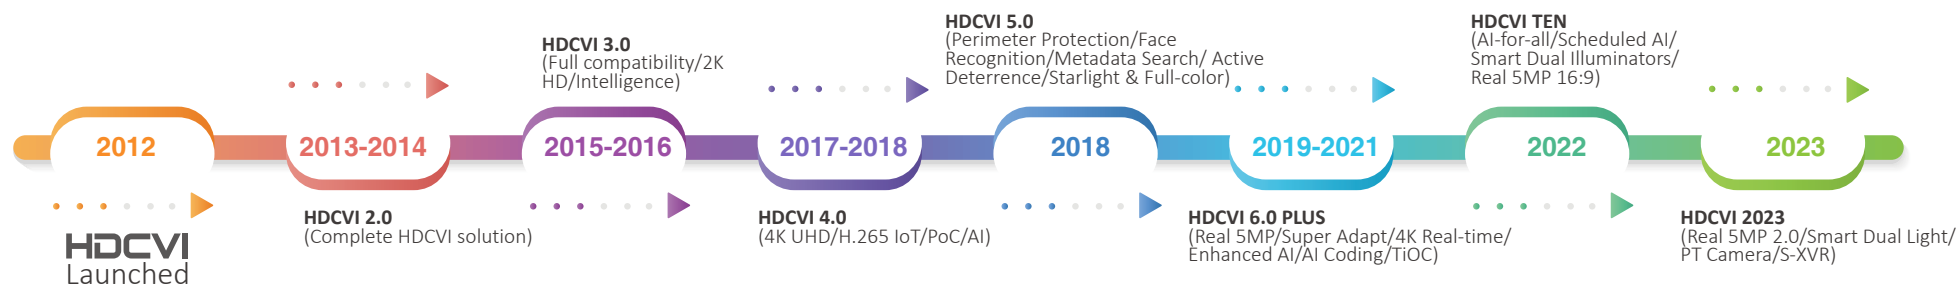 2012
HDCVI
Launched
2013-2014
HDCVI 2.0
(Complete HDCVI solution)
HDCVI 3.0
(Full compatibility/2K
HD/Intelligence)
2015-2016
2017-2018
HDCVI 4.0
(4K UHD/H.265 IoT/PoC/AI)
HDCVI 5.0
(Perimeter Protection/Face
Recognition/Metadata Search/ Active
Deterrence/Starlight & Full-color)
2018
2019-2021
HDCVI 6.0 PLUS
(Real 5MP/Super Adapt/4K Real-time/
Enhanced AI/AI Coding/TiOC)
HDCVI TEN
(AI-for-all/Scheduled AI/
Smart Dual Illuminators/
Real 5MP 16:9)
2022
2023
HDCVI 2023
(Real 5MP 2.0/Smart Dual Light/
PT Camera/S-XVR)